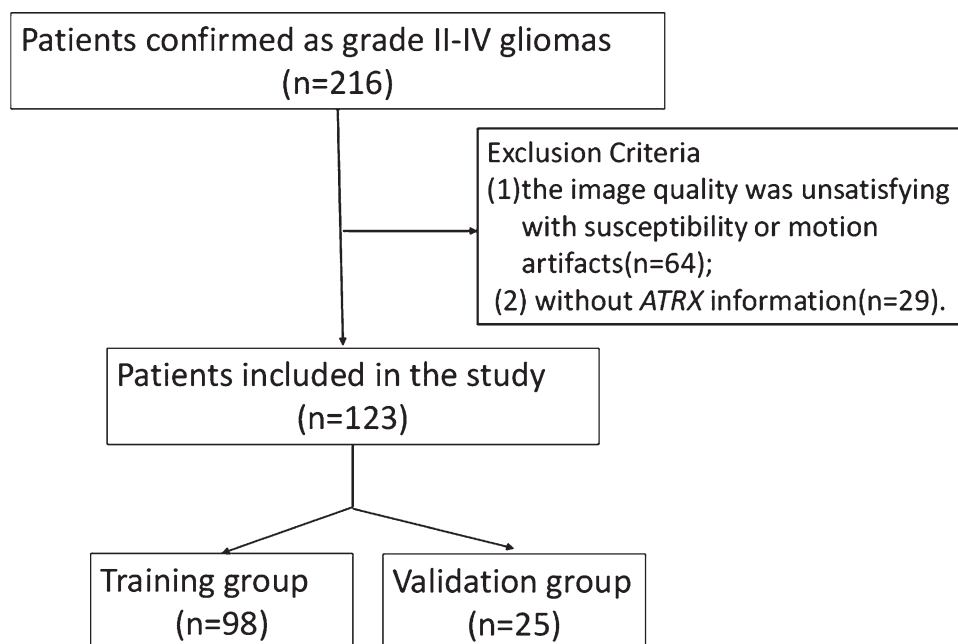 Patients confirmed as grade II-IV gliomas
(n=216)
Exclusion Criteria
(1)the image quality was unsatisfying
with susceptibility or motion
artifacts(n=64);
(2) without ATRX information(n=29).
Patients included in the study
(n=123)
Training group
(n=98)
Validation group
(n=25)